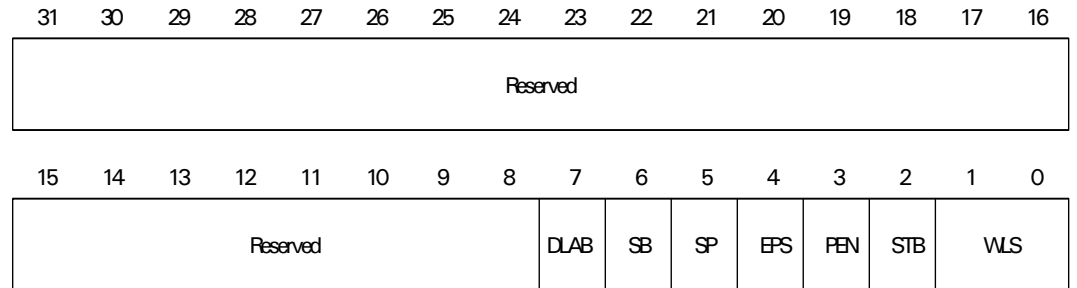 31 30 29 28 27 26 25 24 23 22 21 20 19 18 17 16
Reserved
15 14 13 12 11 10 9 8 7 6 5 4 3 2 1 0
Reserved DLAB SB SP EPS PEN STB WLS